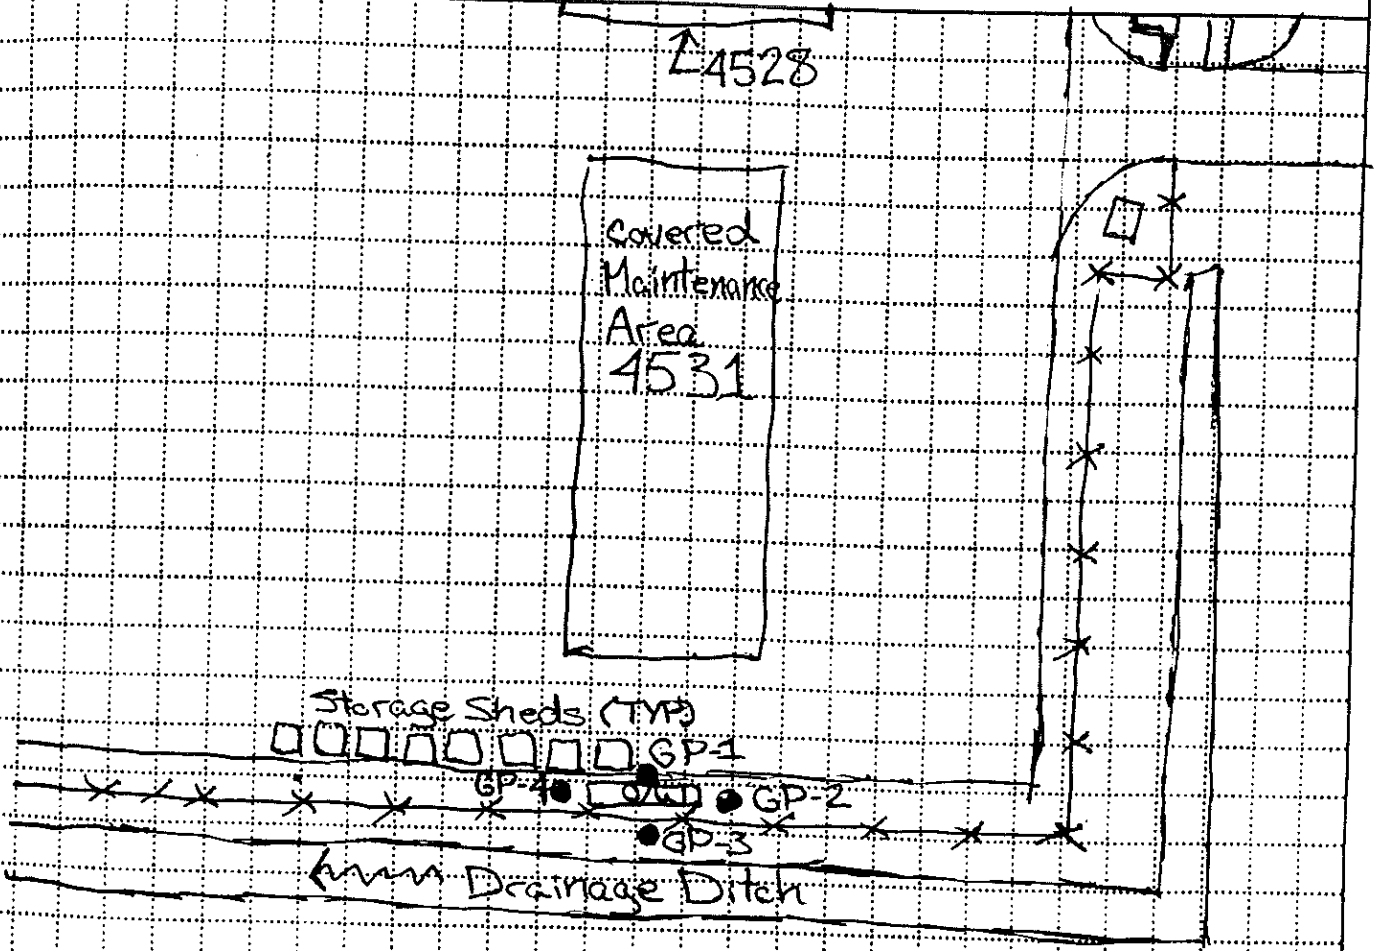 4528
Covered
Maintenance
Area
4531
Storage Sheds (TYP)
GP-1
GP-4
O/W
GP-2
GP-3
Drainage Ditch